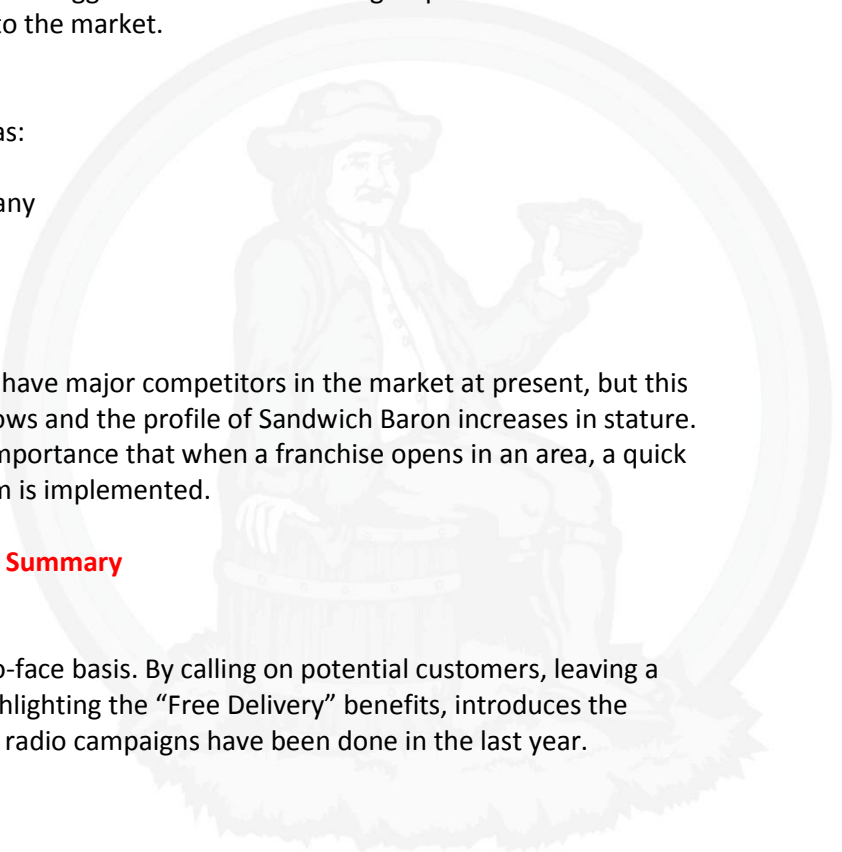 to the market.
as:
any
have major competitors in the market at present, but this
ows and the profile of Sandwich Baron increases in stature.
mportance that when a franchise opens in an area, a quick
m is implemented.
Summary
o-face basis. By calling on potential customers, leaving a
hlighting the “Free Delivery” benefits, introduces the
radio campaigns have been done in the last year.